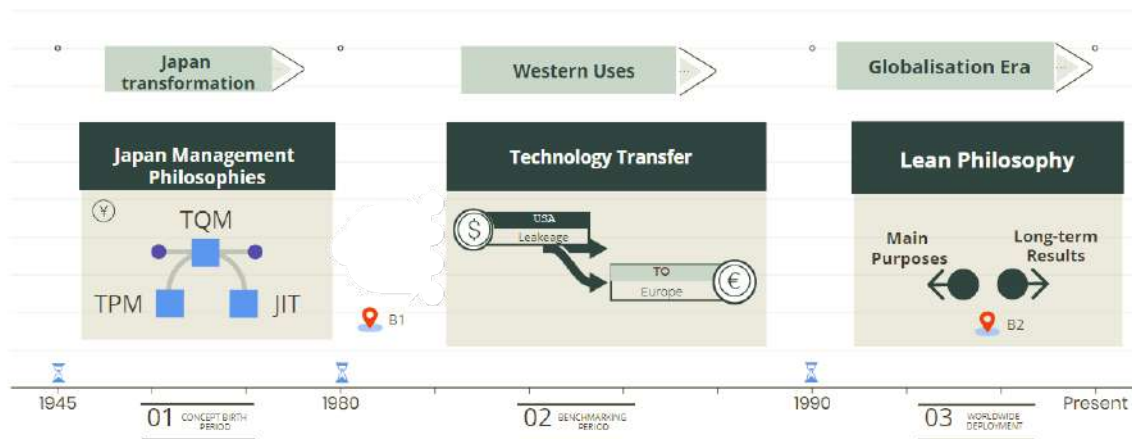 Japan
transformation
Western Uses
Globalisation Era
Japan Management
Philosophies
Technology Transfer
Lean Philosophy
¥
TQM
TPM
JIT
B1
$
USA
Leakeage
TO
Europe
€
Main
Purposes
Long-term
Results
B2
1945
1980
1990
Present
01 CONCEPT BIRTH
PERIOD
02 BENCHMARKING
PERIOD
03 WORLDWIDE
DEPLOYMENT